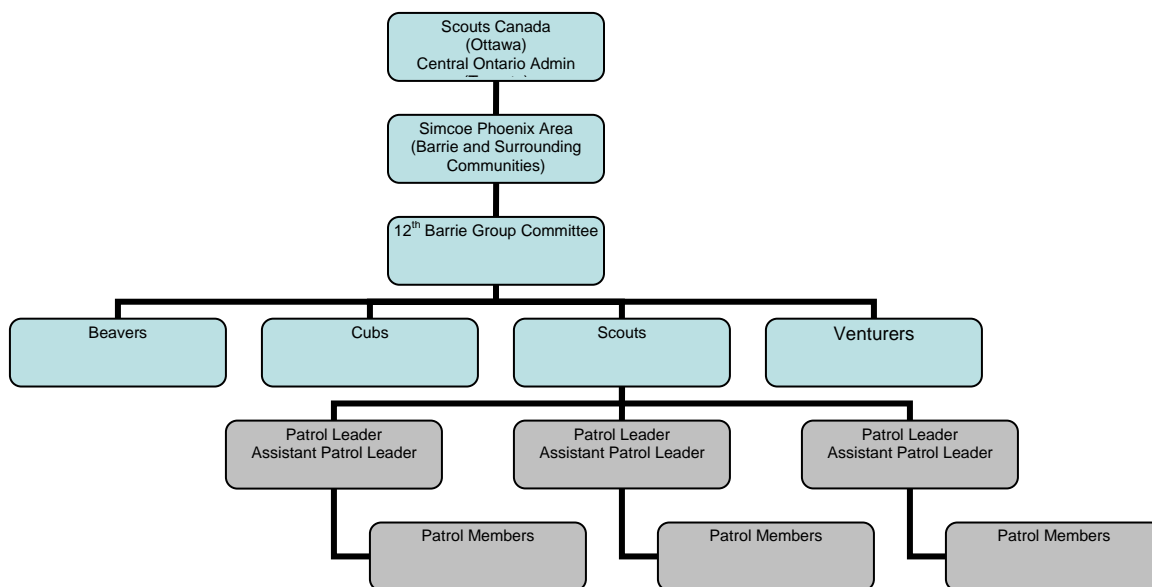 Scouts Canada
(Ottawa)
Central Ontario Admin
Simcoe Phoenix Area
(Barrie and Surrounding
Communities)
12th Barrie Group Committee
Beavers
Cubs
Scouts
Venturers
Patrol Leader
Assistant Patrol Leader
Patrol Leader
Assistant Patrol Leader
Patrol Leader
Assistant Patrol Leader
Patrol Members
Patrol Members
Patrol Members